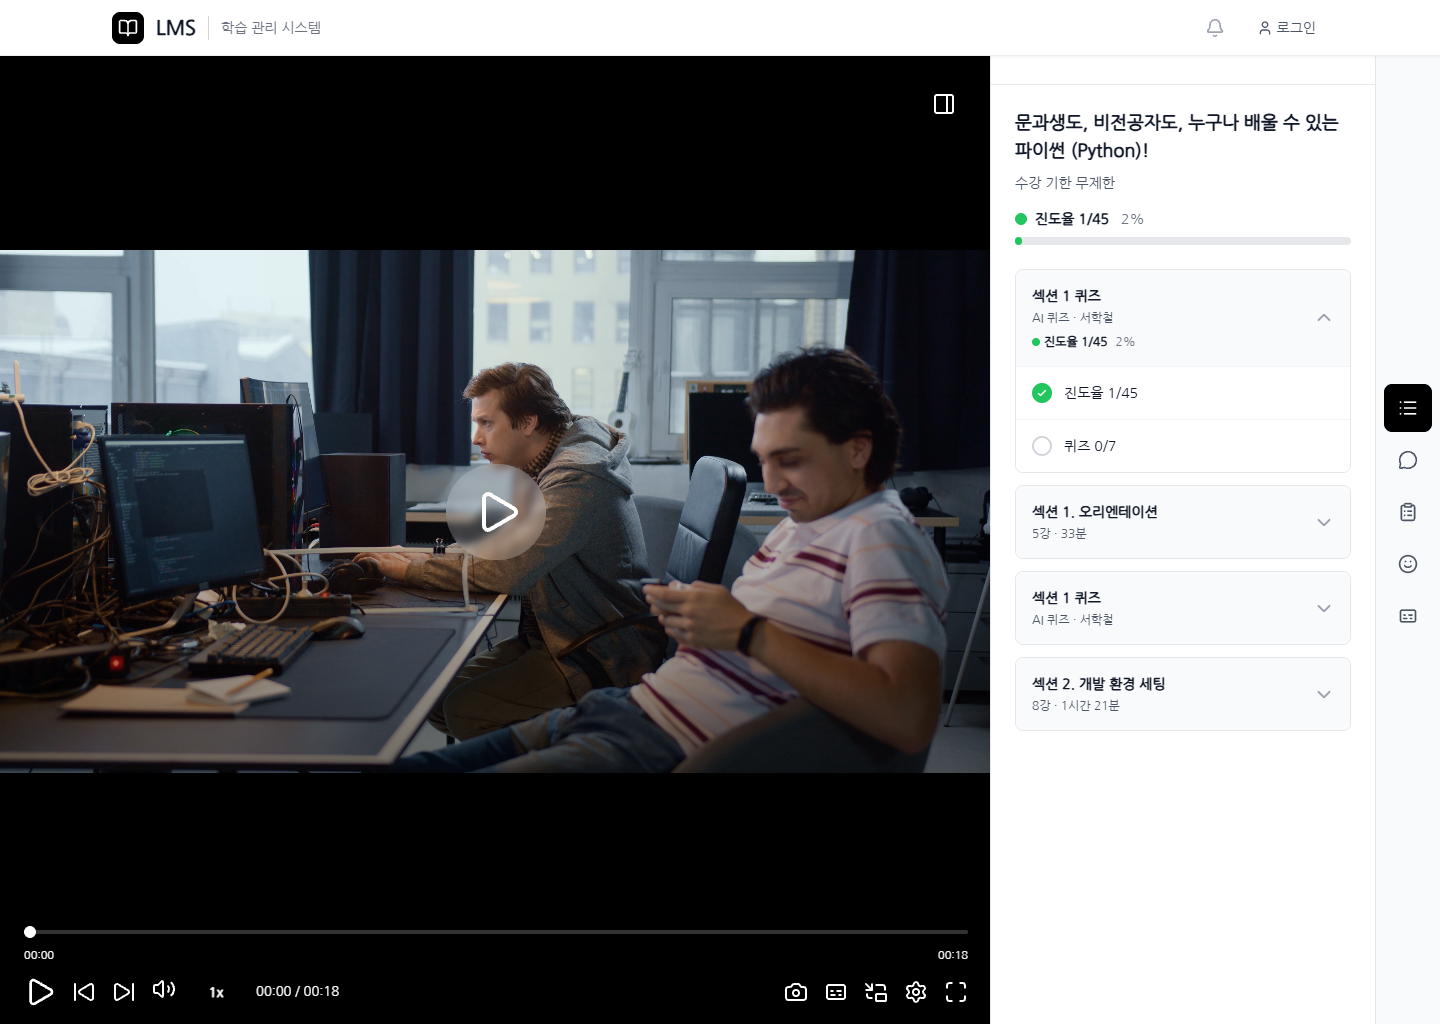 LMS
학습 관리 시스템
로그인
문과생도, 비전공자도, 누구나 배울 수 있는
파이썬 (Python)!
수강 기한 무제한
진도율 1/45 2%
섹션 1 퀴즈
AI 퀴즈 · 서학철
진도율 1/45 2%
진도율 1/45
퀴즈 0/7
섹션 1. 오리엔테이션
5강 · 33분
섹션 1 퀴즈
AI 퀴즈 · 서학철
섹션 2. 개발 환경 세팅
8강 · 1시간 21분
00:00
00:18
1x
00:00 / 00:18